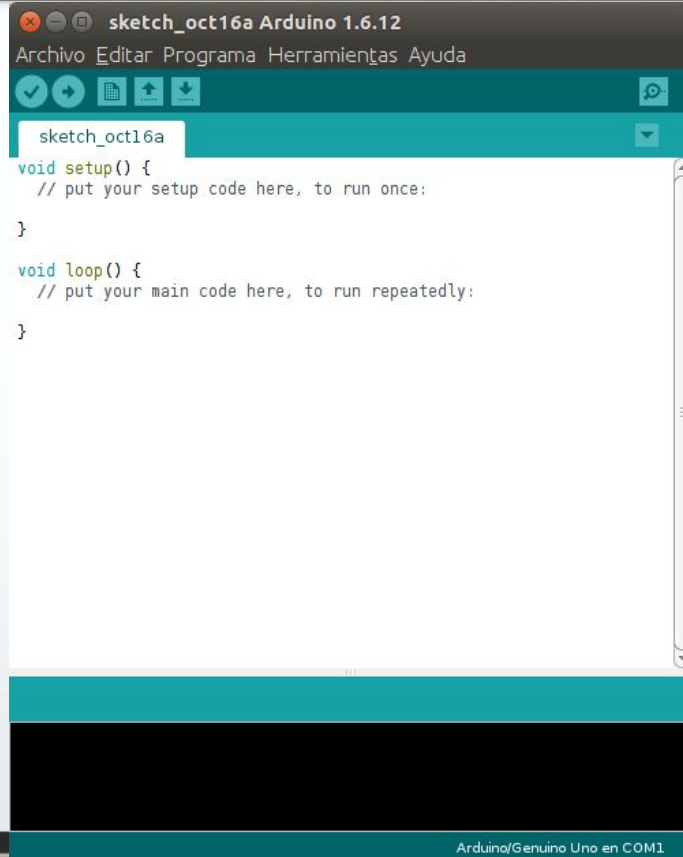 sketch_oct16a Arduino 1.6.12
Archivo Editar Programa Herramientas Ayuda
sketch_oct16a
void setup() {
  // put your setup code here, to run once:
}
void loop() {
  // put your main code here, to run repeatedly:
}
Arduino/Genuino Uno en COM1